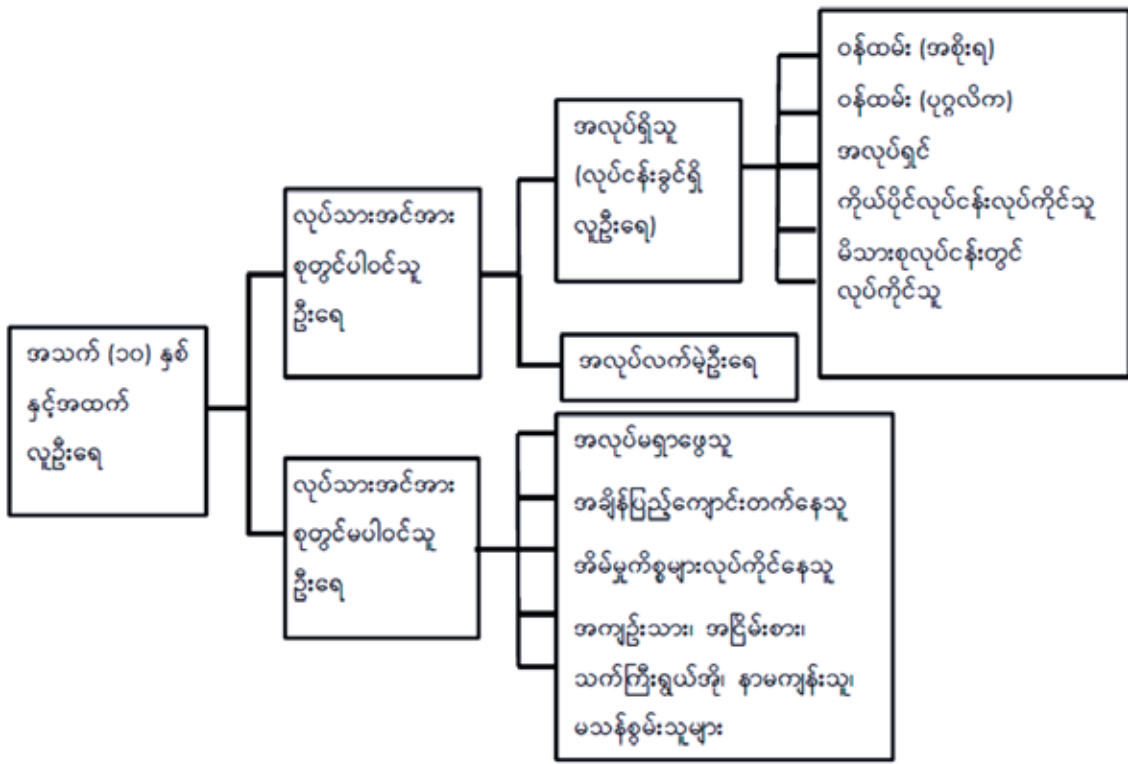 အသက် (၁၀) နှစ်
နှင့်အထက်
လူဦးရေ
လုပ်သားအင်အား
စုတွင်ပါဝင်သူ
ဦးရေ
အလုပ်ရှိသူ
(လုပ်ငန်းခွင်ရှိ
လူဦးရေ)
ဝန်ထမ်း (အစိုးရ)
ဝန်ထမ်း (ပုဂ္ဂလိက)
အလုပ်ရှင်
ကိုယ်ပိုင်လုပ်ငန်းလုပ်ကိုင်သူ
မိသားစုလုပ်ငန်းတွင်
လုပ်ကိုင်သူ
အလုပ်လက်မဲ့ဦးရေ
လုပ်သားအင်အား
စုတွင်မပါဝင်သူ
ဦးရေ
အလုပ်မရှာဖွေသူ
အချိန်ပြည့်ကျောင်းတက်နေသူ
အိမ်မှုကိစ္စများလုပ်ကိုင်နေသူ
အကျဉ်းသား၊ အငြိမ်းစား၊
သက်ကြီးရွယ်အို၊ နာမကျန်းသူ၊
မသန်စွမ်းသူများ